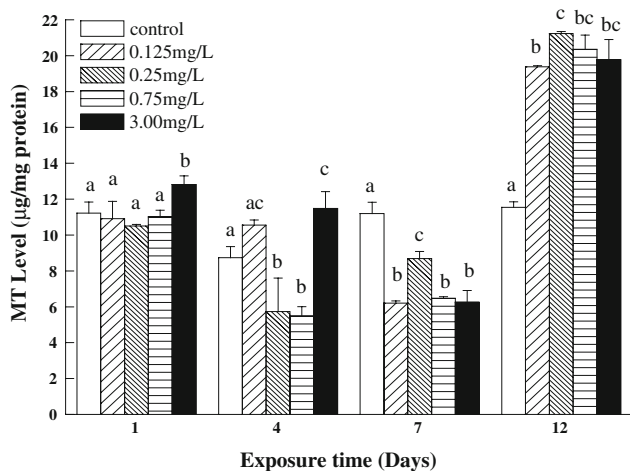 22
20
18
16
14
12
10
8
6
4
2
0
MT Level (μg/mg protein)
control
0.125mg/L
0.25mg/L
0.75mg/L
3.00mg/L
a a a a b
a ac b b c
a b c b b
a b c bc bc
1 4 7 12
Exposure time (Days)